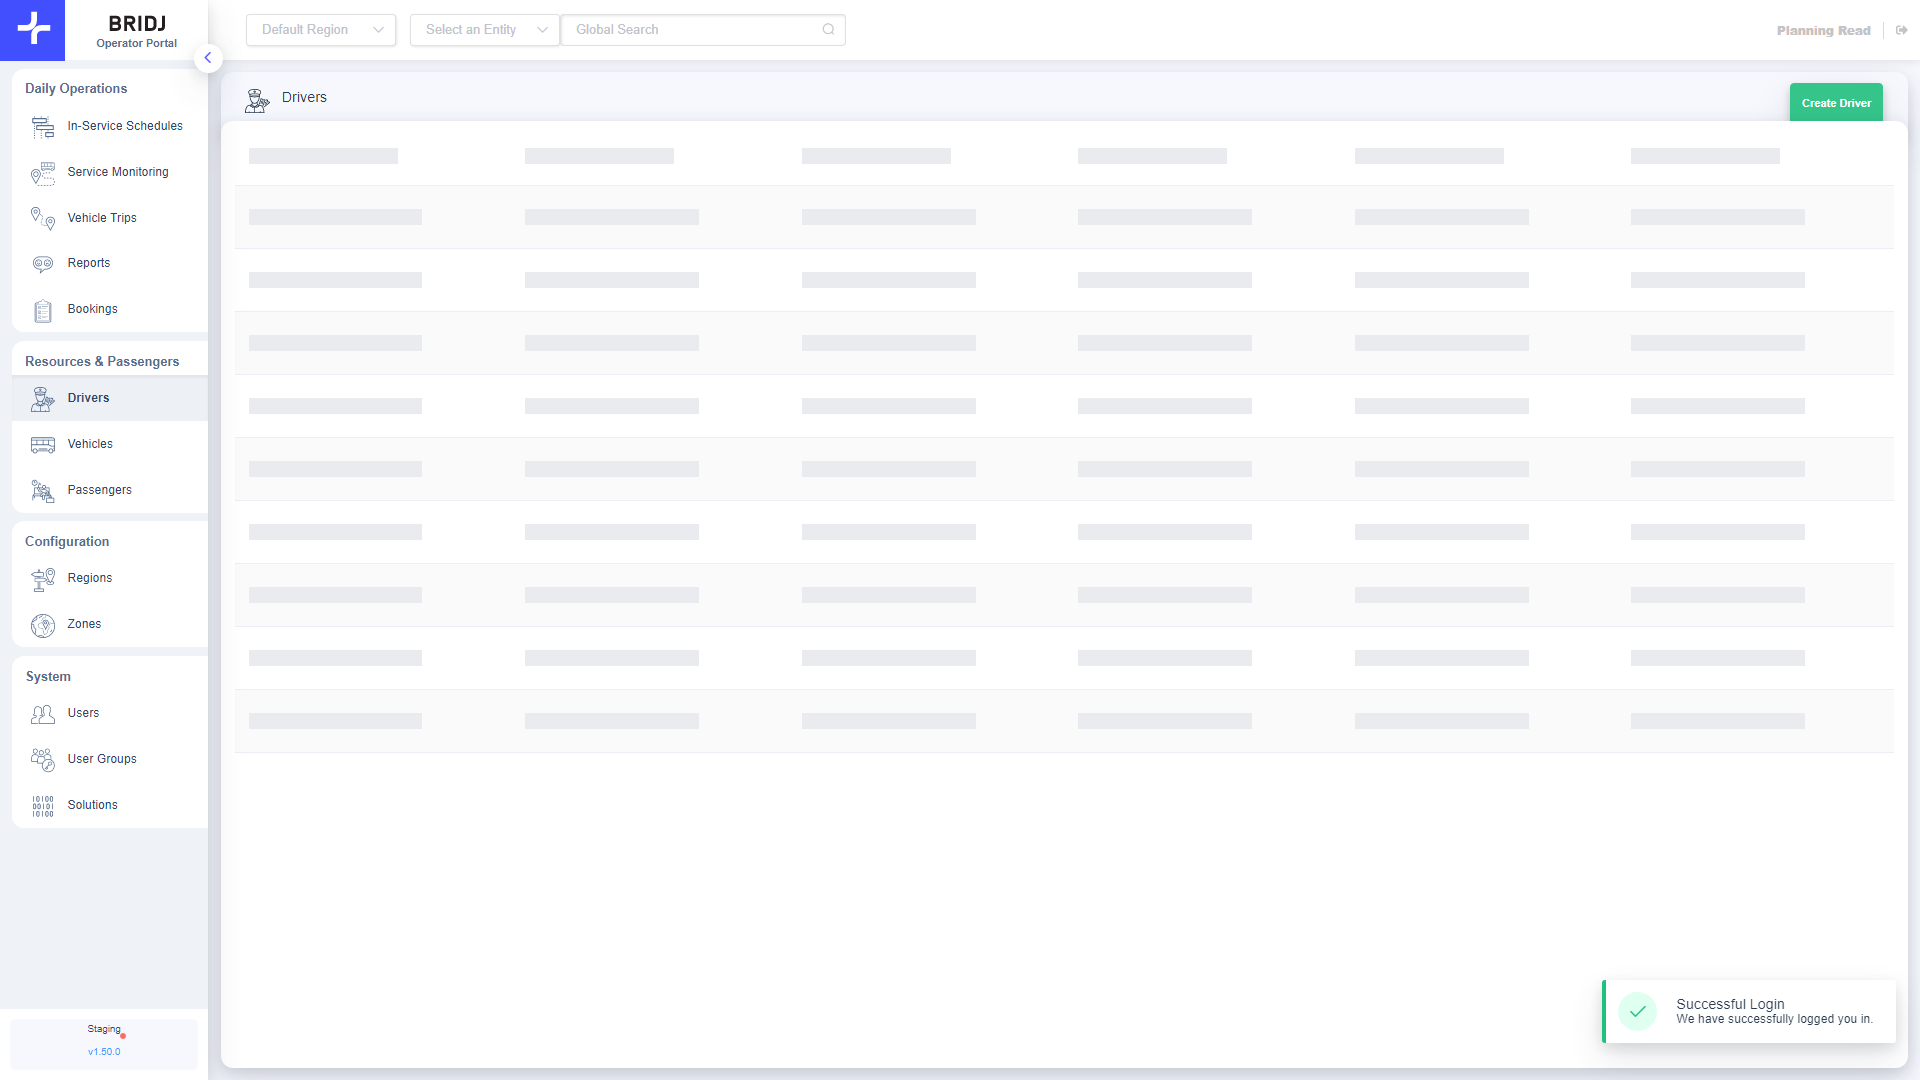 BRIDJ
Operator Portal
Default Region
Select an Entity
Global Search
Planning Read
Daily Operations
In-Service Schedules
Service Monitoring
Vehicle Trips
Reports
Bookings
Resources & Passengers
Drivers
Vehicles
Passengers
Configuration
Regions
Zones
System
Users
User Groups
Solutions
Staging
v1.50.0
Drivers
Create Driver
Successful Login
We have successfully logged you in.